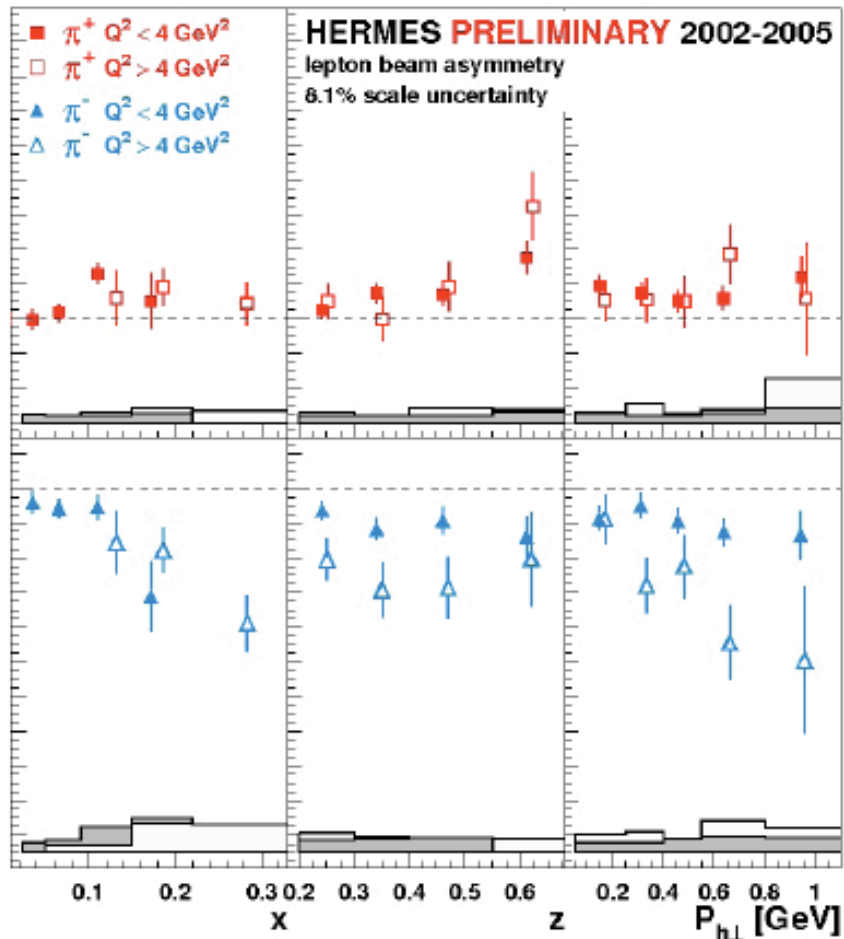 π+ Q2 < 4 GeV2
π+ Q2 > 4 GeV2
π- Q2 < 4 GeV2
π- Q2 > 4 GeV2
HERMES PRELIMINARY 2002-2005
lepton beam asymmetry
8.1% scale uncertainty
0.1 0.2 0.3 0.2 0.3 0.4 0.5 0.6 0.2 0.4 0.6 0.8 1
x z Ph⊥ [GeV]